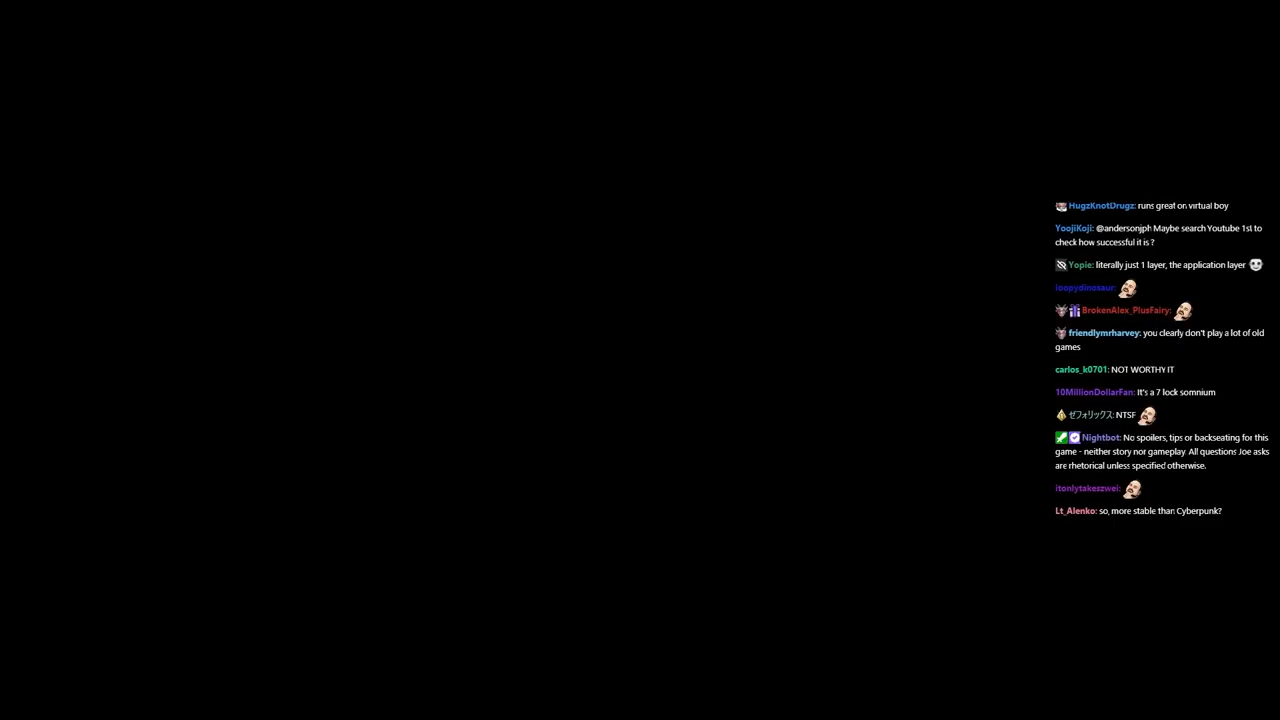 HugzKnotDrugz: runs great on virtual boy
YoojiKoji: @andersonjph Maybe search Youtube 1st to
check how successful it is ?
Yopie: literally just 1 layer, the application layer
loopydinosaur:
BrokenAlex_PlusFairy:
friendlymrharvey: you clearly don't play a lot of old
games
carlos_k0701: NOT WORTHY IT
10MillionDollarFan: It's a 7 lock somnium
ゼフォリックス: NTSF
Nightbot: No spoilers, tips or backseating for this
game - neither story nor gameplay. All questions Joe asks
are rhetorical unless specified otherwise.
itonlytakeszwei:
Lt_Alenko: so, more stable than Cyberpunk?